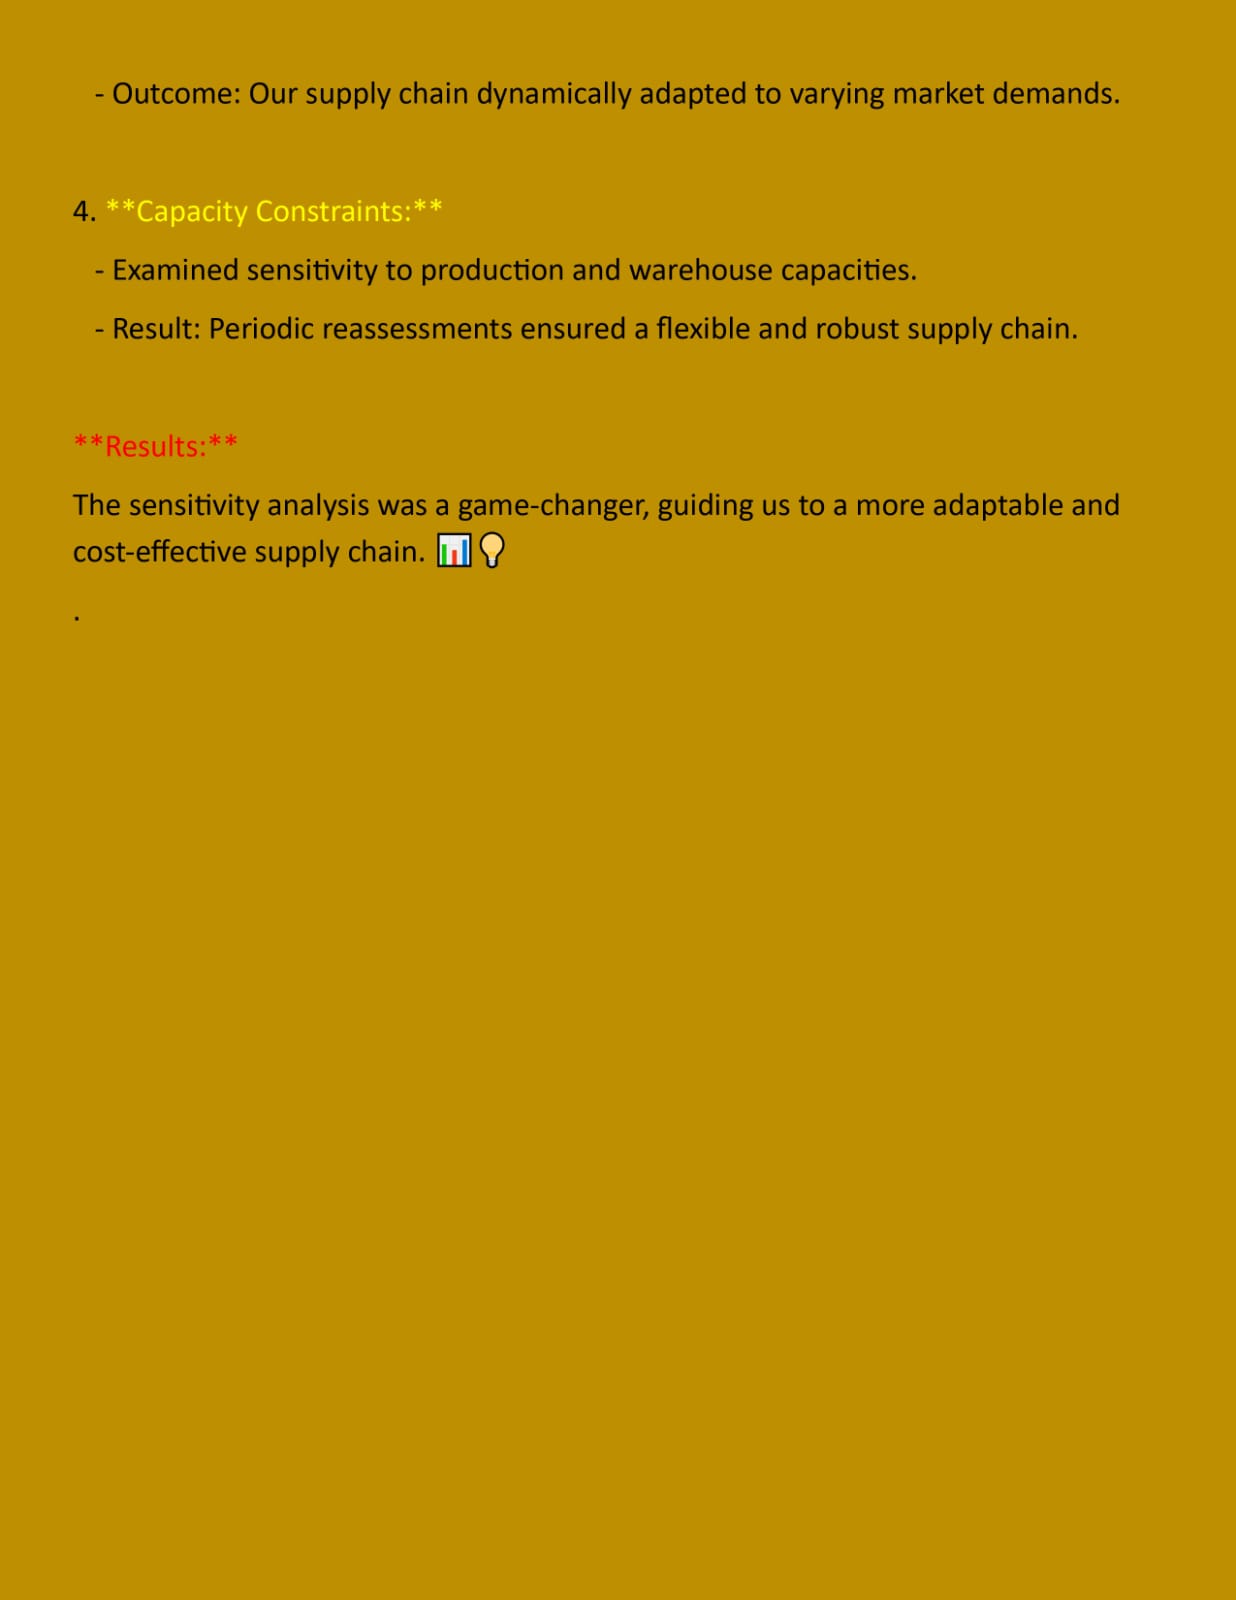 - Outcome: Our supply chain dynamically adapted to varying market demands.
4. **Capacity Constraints:**
- Examined sensitivity to production and warehouse capacities.
- Result: Periodic reassessments ensured a flexible and robust supply chain.
**Results:**
The sensitivity analysis was a game-changer, guiding us to a more adaptable and
cost-effective supply chain. 📊💡
.